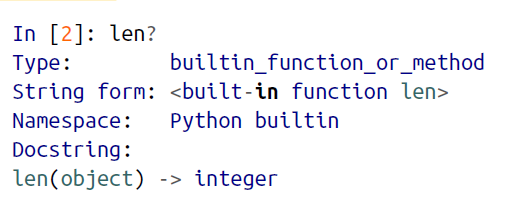 In [2]: len?
Type:        builtin_function_or_method
String form: <built-in function len>
Namespace:   Python builtin
Docstring:
len(object) -> integer